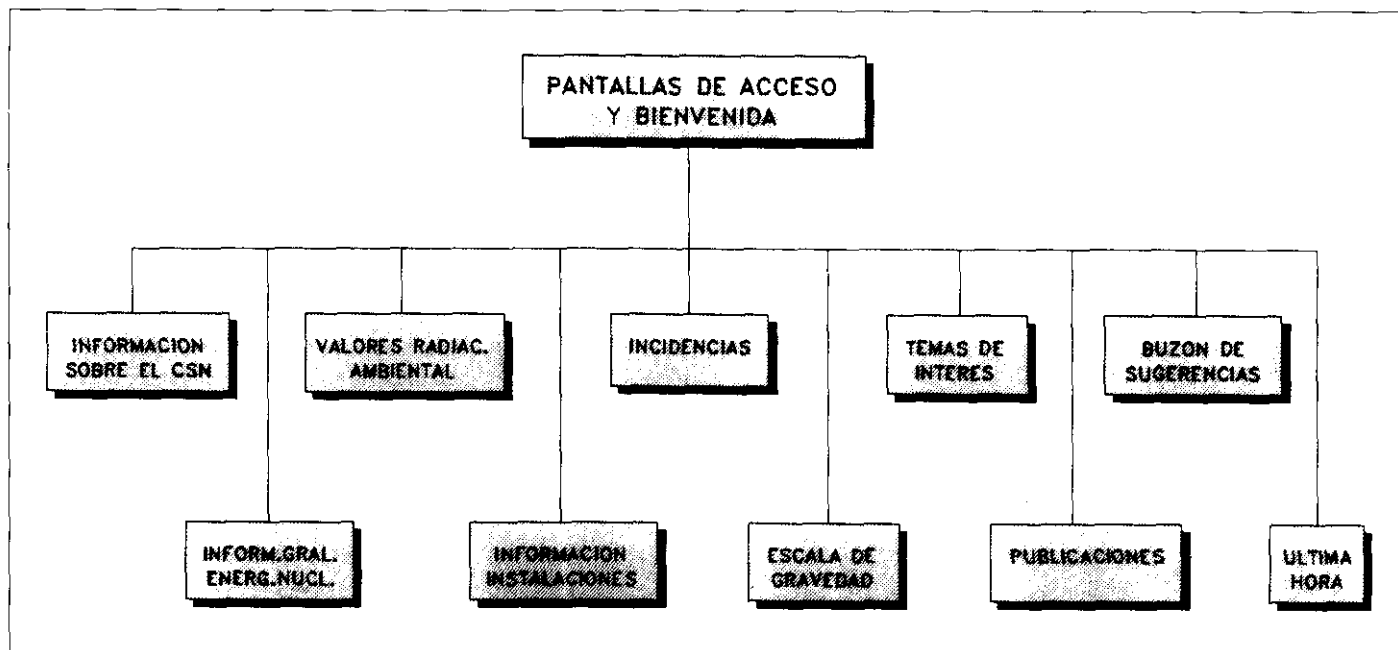 PANTALLAS DE ACCESO
Y BIENVENIDA
INFORMACION
SOBRE EL CSN
VALORES RADIAC.
AMBIENTAL
INCIDENCIAS
TEMAS DE
INTERES
BUZON DE
SUGERENCIAS
INFORM.GRAL.
ENERG.NUCL.
INFORMACION
INSTALACIONES
ESCALA DE
GRAVEDAD
PUBLICACIONES
ULTIMA
HORA